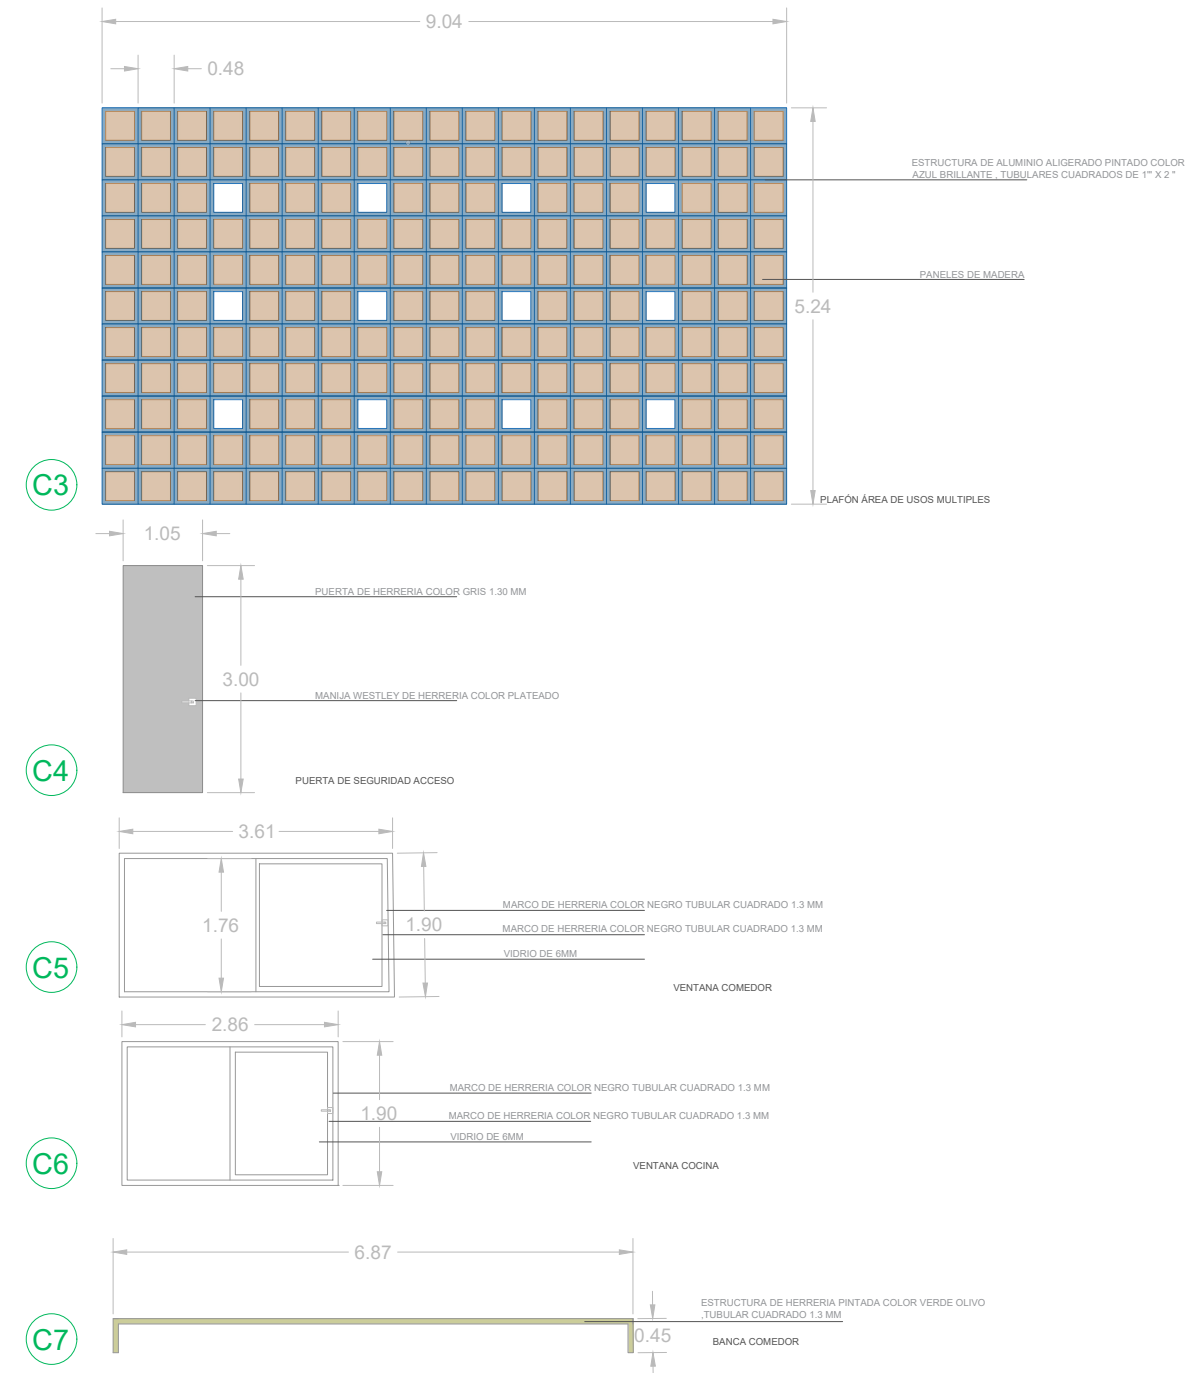 9.04
0.48
ESTRUCTURA DE ALUMINIO ALIGERADO PINTADO COLOR
AZUL BRILLANTE , TUBULARES CUADRADOS DE 1'" X 2 "
PANELES DE MADERA
5.24
C3
PLAFÓN ÁREA DE USOS MULTIPLES
1.05
PUERTA DE HERRERIA COLOR GRIS 1.30 MM
3.00
MANIJA WESTLEY DE HERRERIA COLOR PLATEADO
C4
PUERTA DE SEGURIDAD ACCESO
3.61
MARCO DE HERRERIA COLOR NEGRO TUBULAR CUADRADO 1.3 MM
1.76
1.90
MARCO DE HERRERIA COLOR NEGRO TUBULAR CUADRADO 1.3 MM
VIDRIO DE 6MM
C5
VENTANA COMEDOR
2.86
MARCO DE HERRERIA COLOR NEGRO TUBULAR CUADRADO 1.3 MM
1.90
MARCO DE HERRERIA COLOR NEGRO TUBULAR CUADRADO 1.3 MM
VIDRIO DE 6MM
C6
VENTANA COCINA
6.87
ESTRUCTURA DE HERRERIA PINTADA COLOR VERDE OLIVO
,TUBULAR CUADRADO 1.3 MM
0.45
C7
BANCA COMEDOR